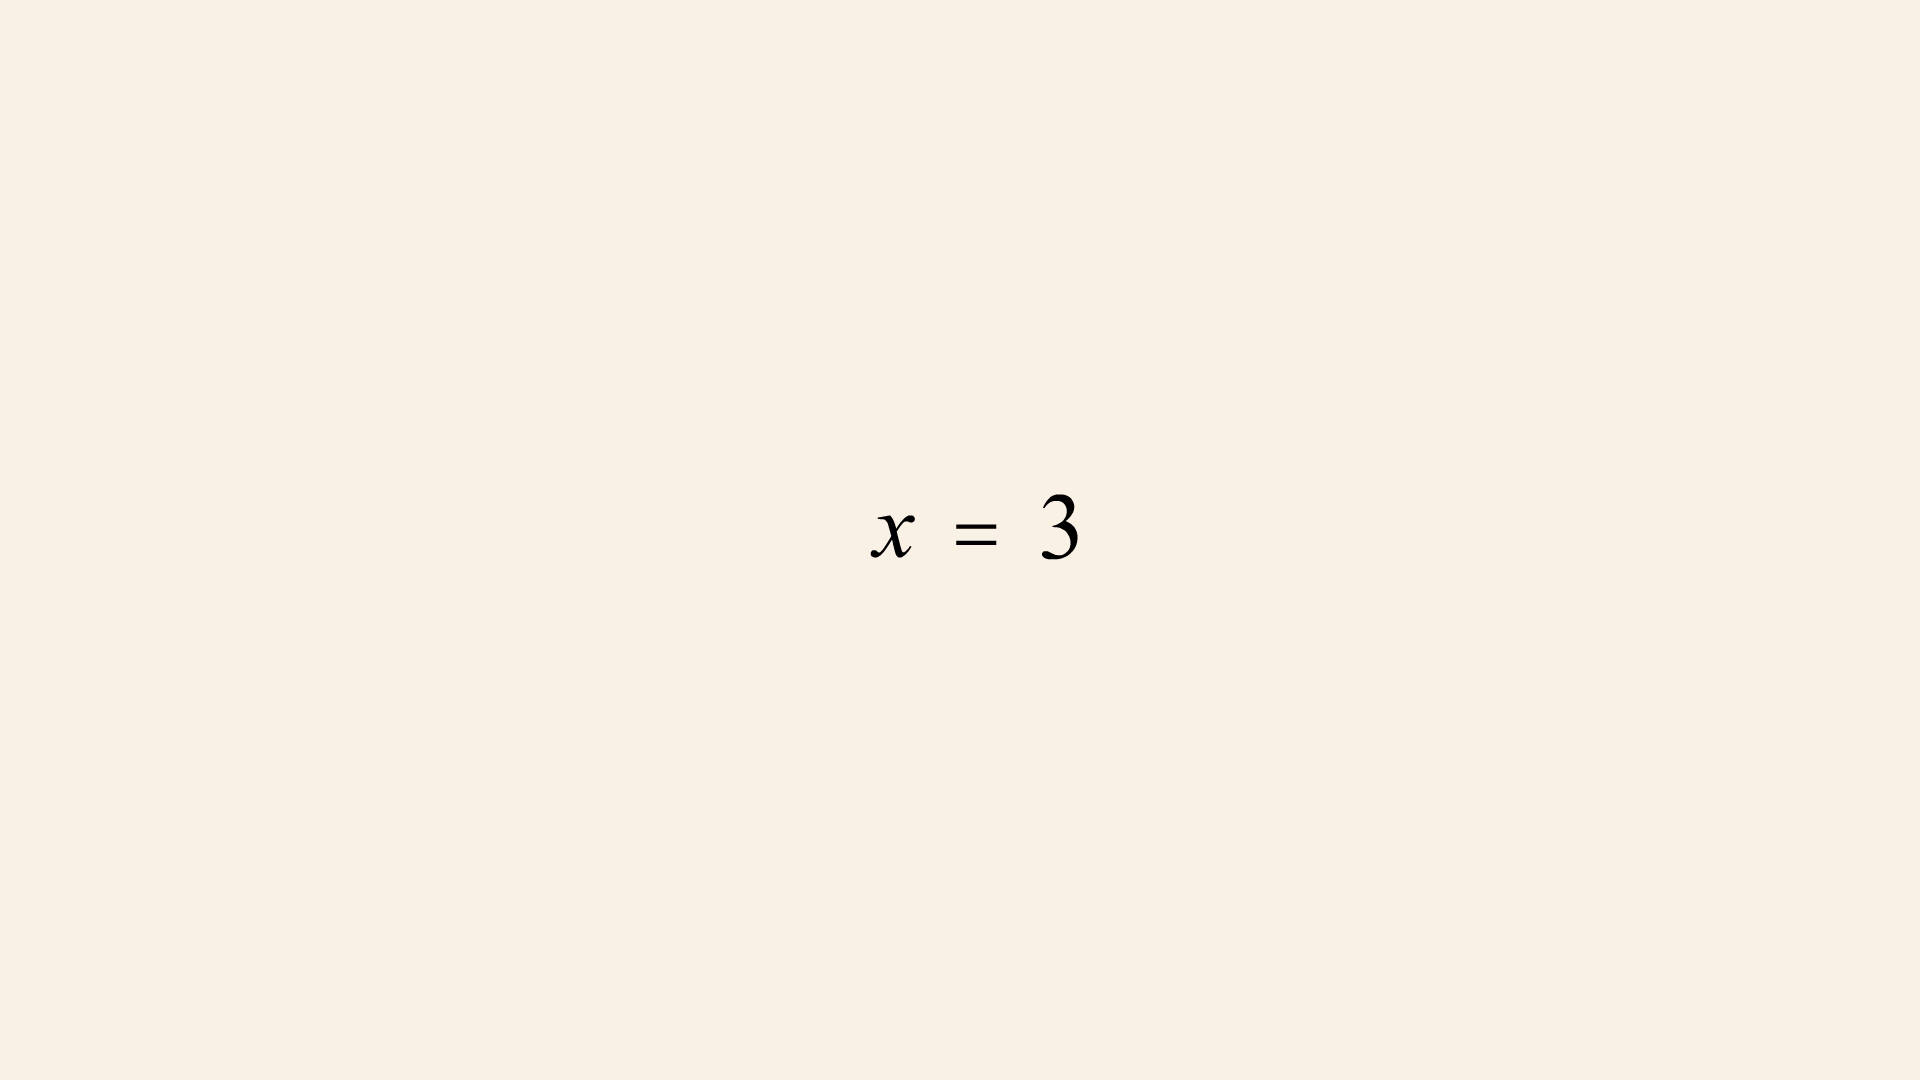 x = 3